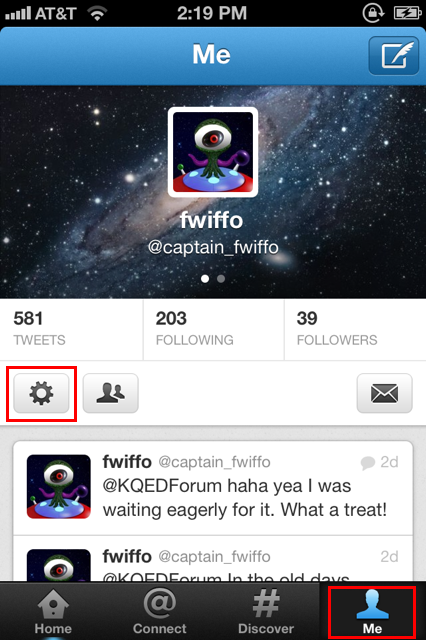 AT&T 2:19 PM
Me
fwiffo
@captain_fwiffo
581 203 39
TWEETS FOLLOWING FOLLOWERS
fwiffo @captain_fwiffo 2d
@KQEDForum haha yea I was
waiting eagerly for it. What a treat!
fwiffo @captain_fwiffo 2d
@KQEDForum In the old days
Home Connect Discover Me